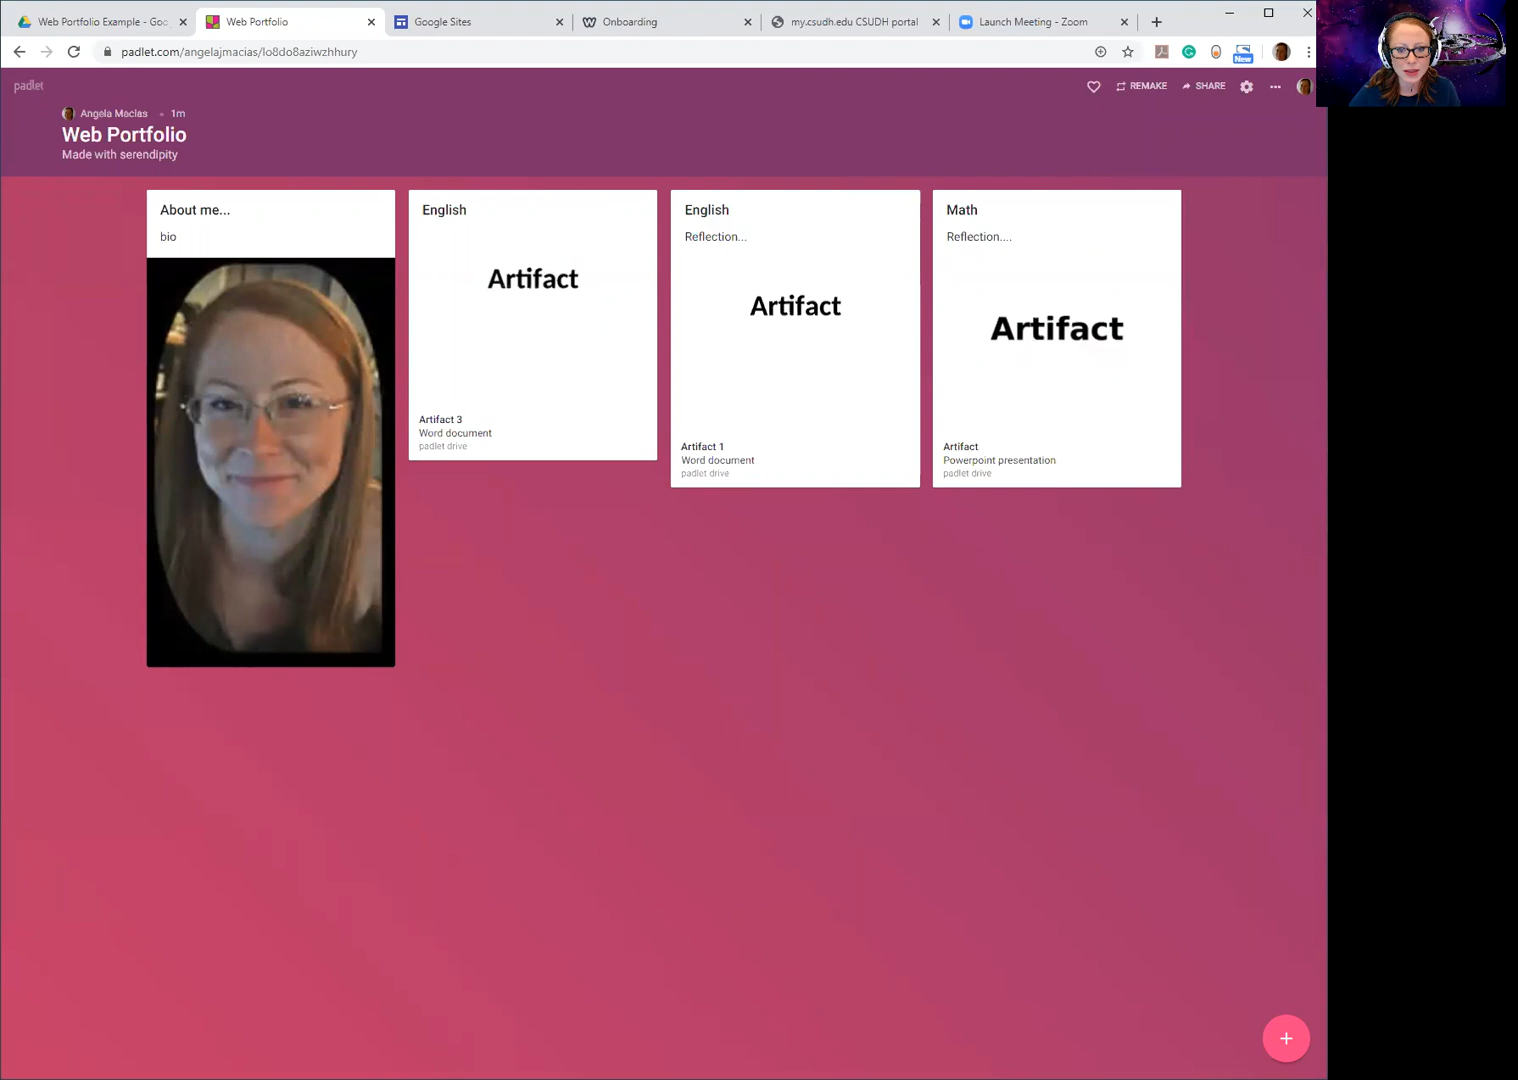 Web Portfolio Example - Goo
Web Portfolio
Google Sites
Onboarding
my.csudh.edu CSUDH portal
Launch Meeting - Zoom
padlet.com/angelajmacias/lo8do8aziwzhhury
New
padlet
REMAKE
SHARE
Angela Macias • 1m
Web Portfolio
Made with serendipity
About me...
bio
English
Artifact
Artifact 3
Word document
padlet drive
English
Reflection...
Artifact
Artifact 1
Word document
padlet drive
Math
Reflection....
Artifact
Artifact
Powerpoint presentation
padlet drive